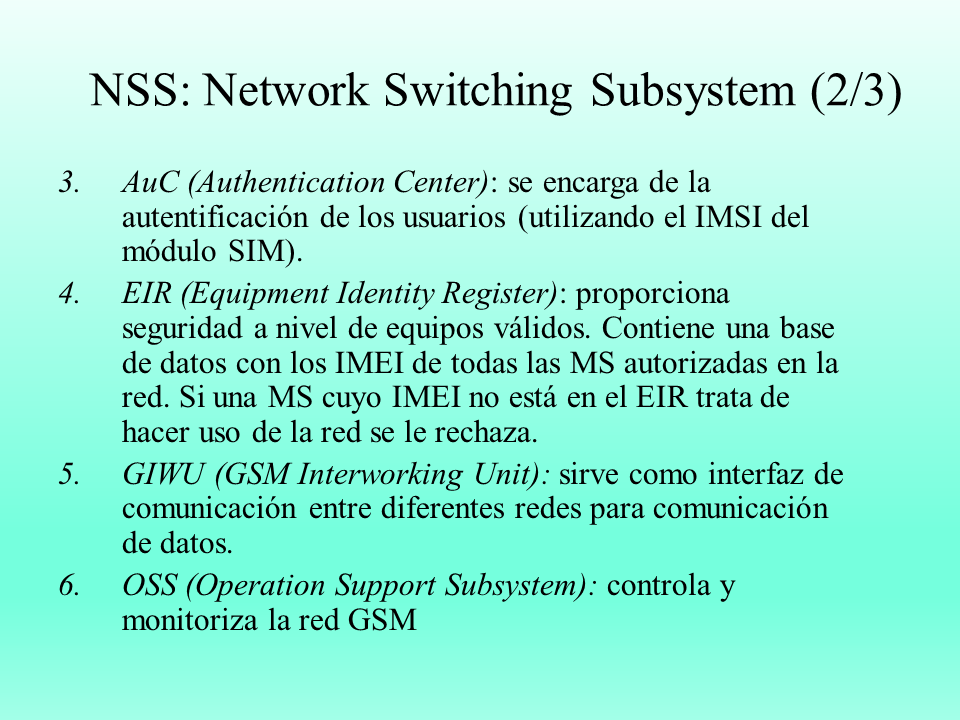 NSS: Network Switching Subsystem (2/3)
3. AuC (Authentication Center): se encarga de la
autentificación de los usuarios (utilizando el IMSI del
módulo SIM).
4. EIR (Equipment Identity Register): proporciona
seguridad a nivel de equipos válidos. Contiene una base
de datos con los IMEI de todas las MS autorizadas en la
red. Si una MS cuyo IMEI no está en el EIR trata de
hacer uso de la red se le rechaza.
5. GIWU (GSM Interworking Unit): sirve como interfaz de
comunicación entre diferentes redes para comunicación
de datos.
6. OSS (Operation Support Subsystem): controla y
monitoriza la red GSM